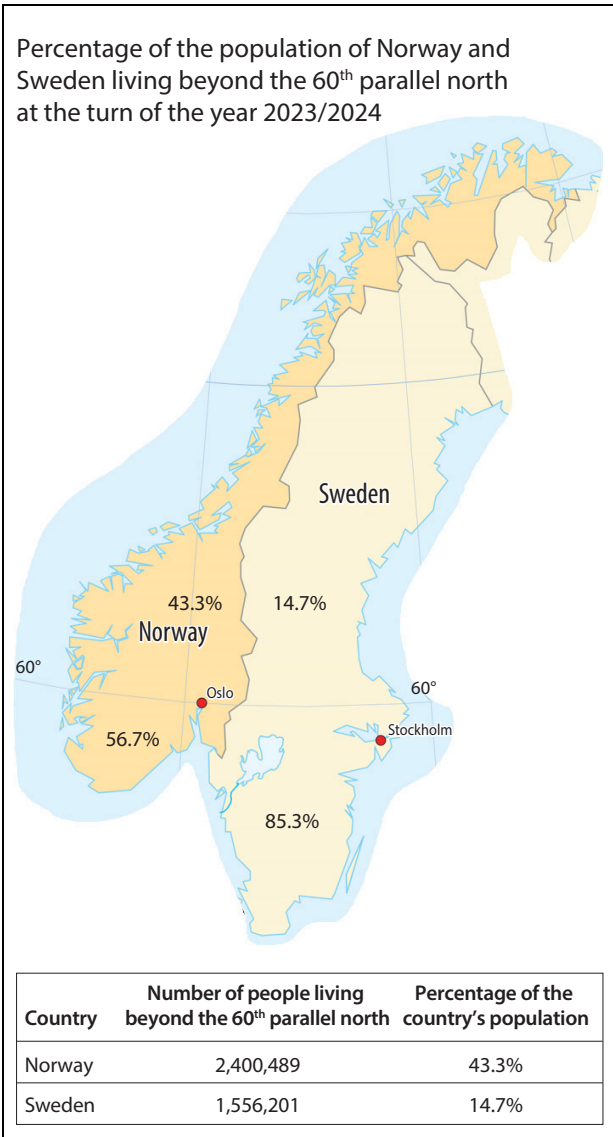 Percentage of the population of Norway and
Sweden living beyond the 60th parallel north
at the turn of the year 2023/2024
Sweden
43.3% 14.7%
Norway
60° 60°
Oslo
Stockholm
56.7%
85.3%
Country Number of people living beyond the 60th parallel north Percentage of the country's population
Norway 2,400,489 43.3%
Sweden 1,556,201 14.7%